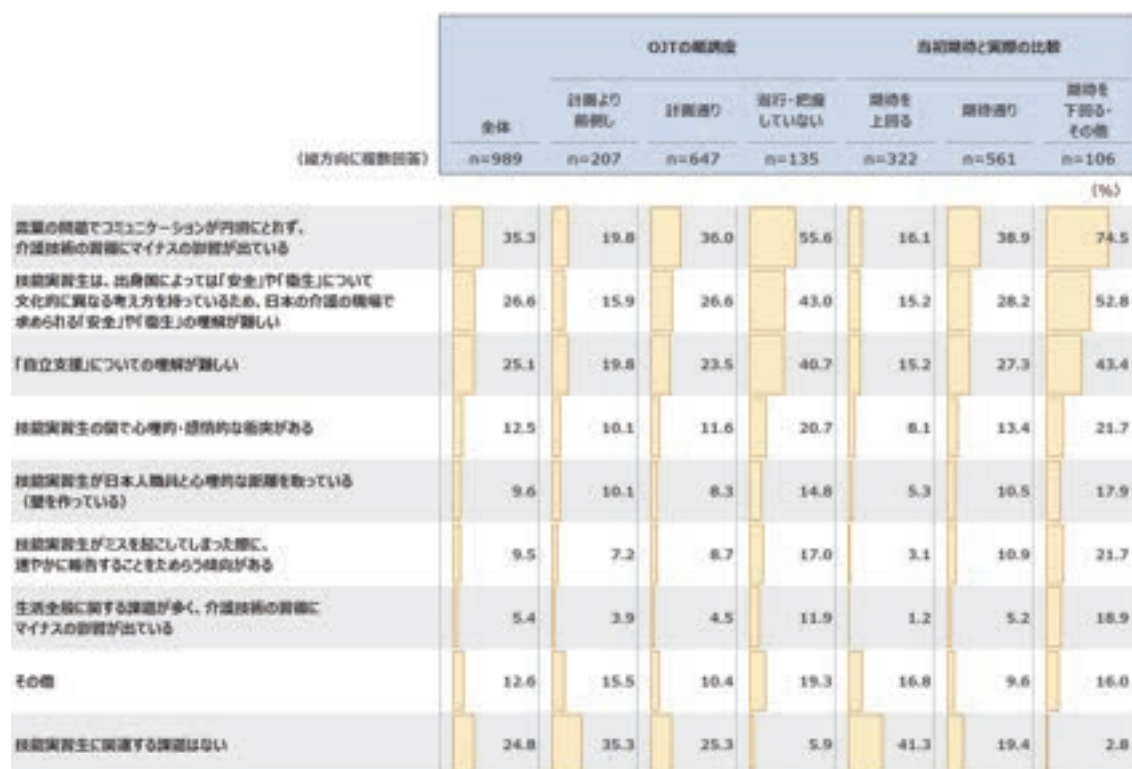 OJTの順調度 当初期待と実際の比較
全体 計画より 計画通り 遅行・把握 期待を 期待通り 期待を
前倒し していない 上回る 下回る・
その他
(縦方向に複数回答) n=989 n=207 n=647 n=135 n=322 n=561 n=106
(%)
言葉の問題でコミュニケーションが円滑にとれず、
介護技術の習得にマイナスの影響が出ている 35.3 19.8 36.0 55.6 16.1 38.9 74.5
技能実習生は、出身国によっては「安全」や「衛生」について
文化的に異なる考え方を持っているため、日本の介護の現場で
求められる「安全」や「衛生」の理解が難しい 26.6 15.9 26.6 43.0 15.2 28.2 52.8
「自立支援」についての理解が難しい 25.1 19.8 23.5 40.7 15.2 27.3 43.4
技能実習生の間で心理的・感情的な衝突がある 12.5 10.1 11.6 20.7 8.1 13.4 21.7
技能実習生が日本人職員と心理的な距離を取っている
(壁を作っている) 9.6 10.1 8.3 14.8 5.3 10.5 17.9
技能実習生がミスを起こしてしまった際に、
速やかに報告することをためらう傾向がある 9.5 7.2 8.7 17.0 3.1 10.9 21.7
生活全般に関する課題が多く、介護技術の習得に
マイナスの影響が出ている 5.4 3.9 4.5 11.9 1.2 5.2 18.9
その他 12.6 15.5 10.4 19.3 16.8 9.6 16.0
技能実習生に関連する課題はない 24.8 35.3 25.3 5.9 41.3 19.4 2.8